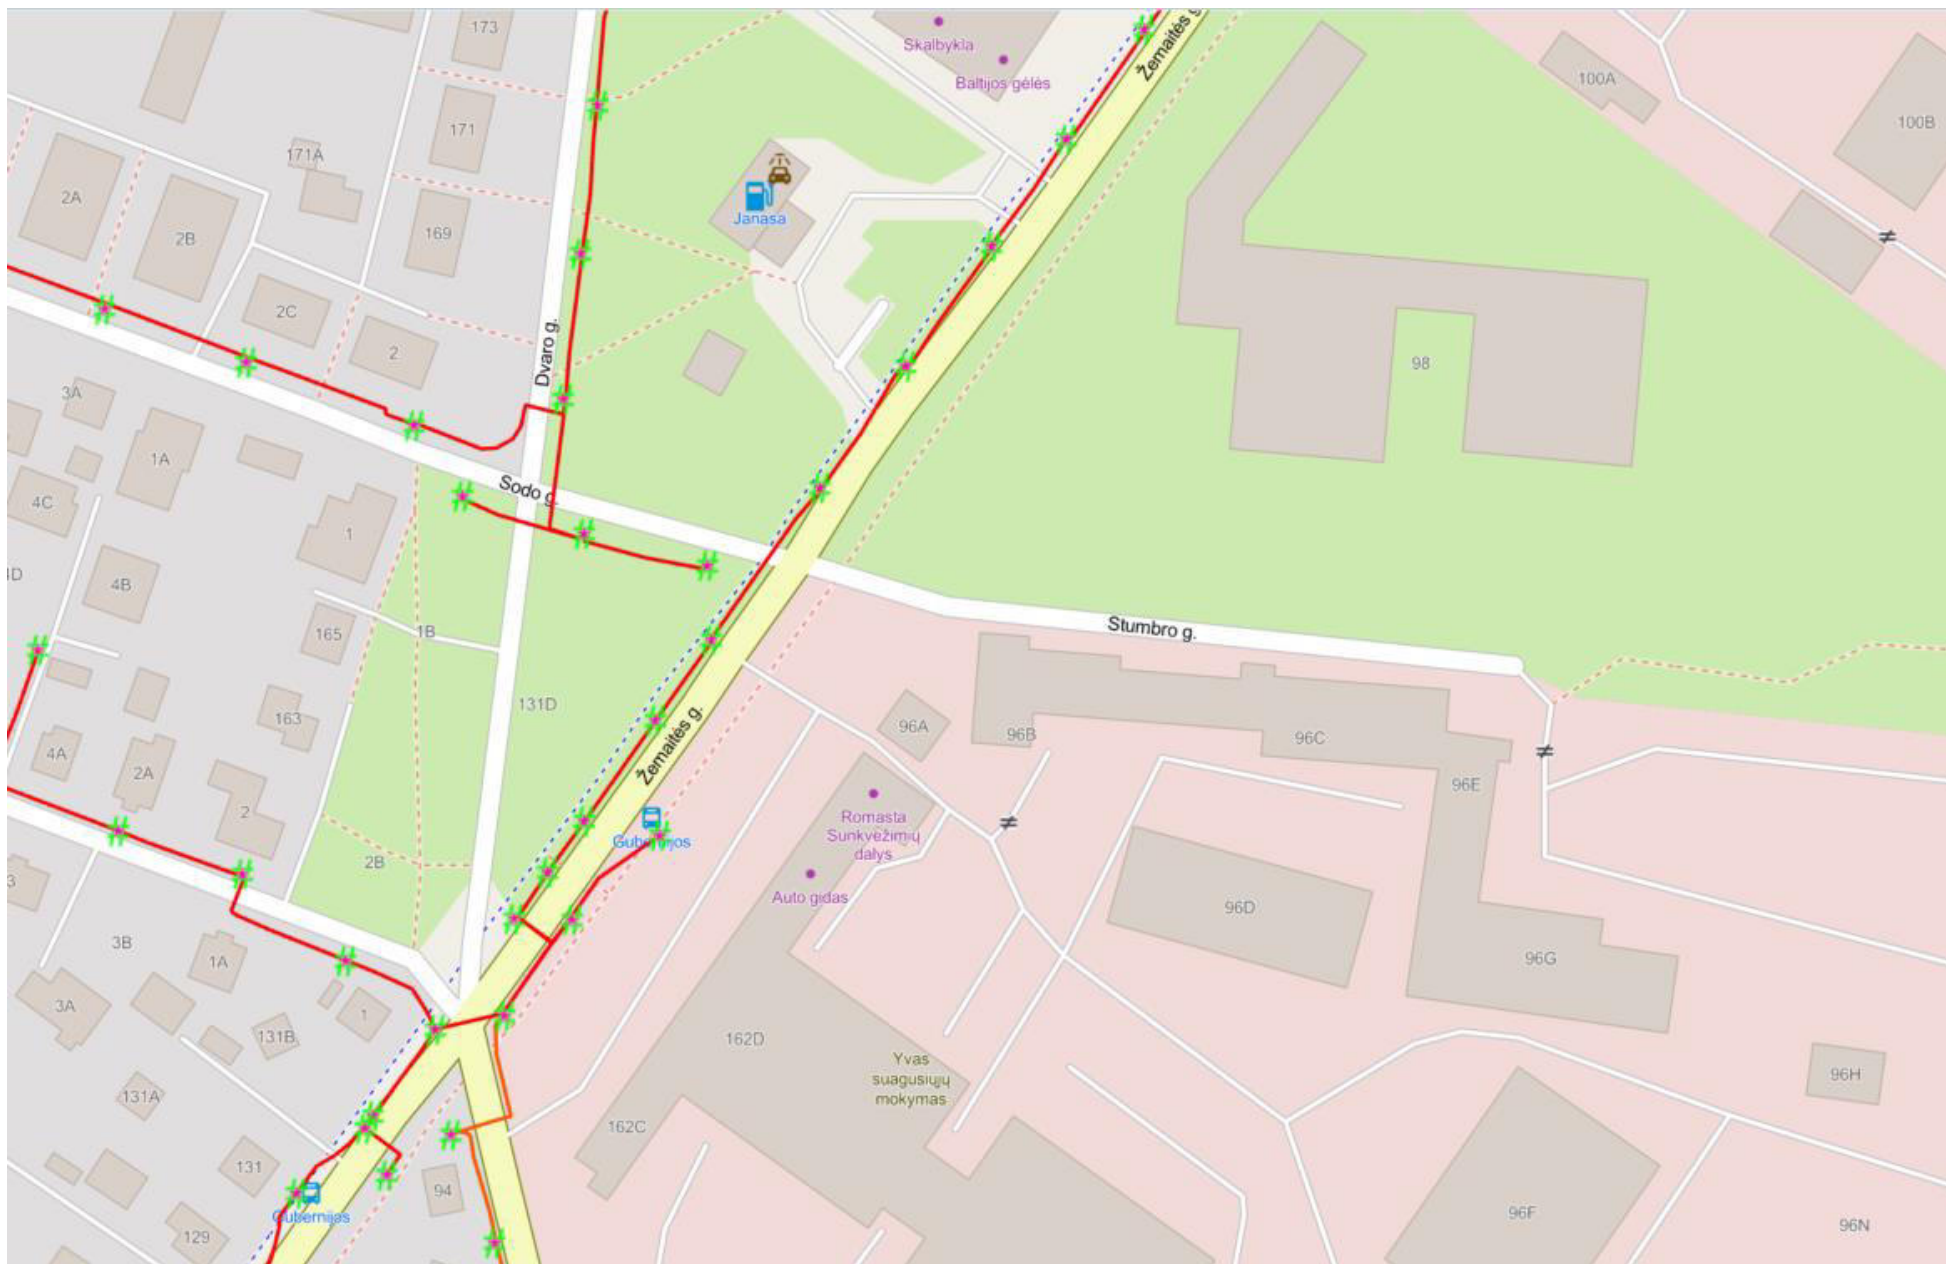 173
Skalbykla
Baltijos gėlės
Žemaitės g.
100A
100B
171
171A
2A
169
2B
Janasa
2C
2
Dvaro g.
98
3A
1A
4C
Sodo g.
1
4B
165
1B
Stumbro g.
131D
163
4A
2A
2
Žemaitės g.
96A
96B
96C
96E
Romasta
Sunkvežimių
dalys
Gubernijos
2B
Auto gidas
96D
3B
1A
96G
3A
1
131B
162D
Yvas
suagusiųjų
mokymas
96H
131A
162C
131
94
Gubernijos
129
96F
96N